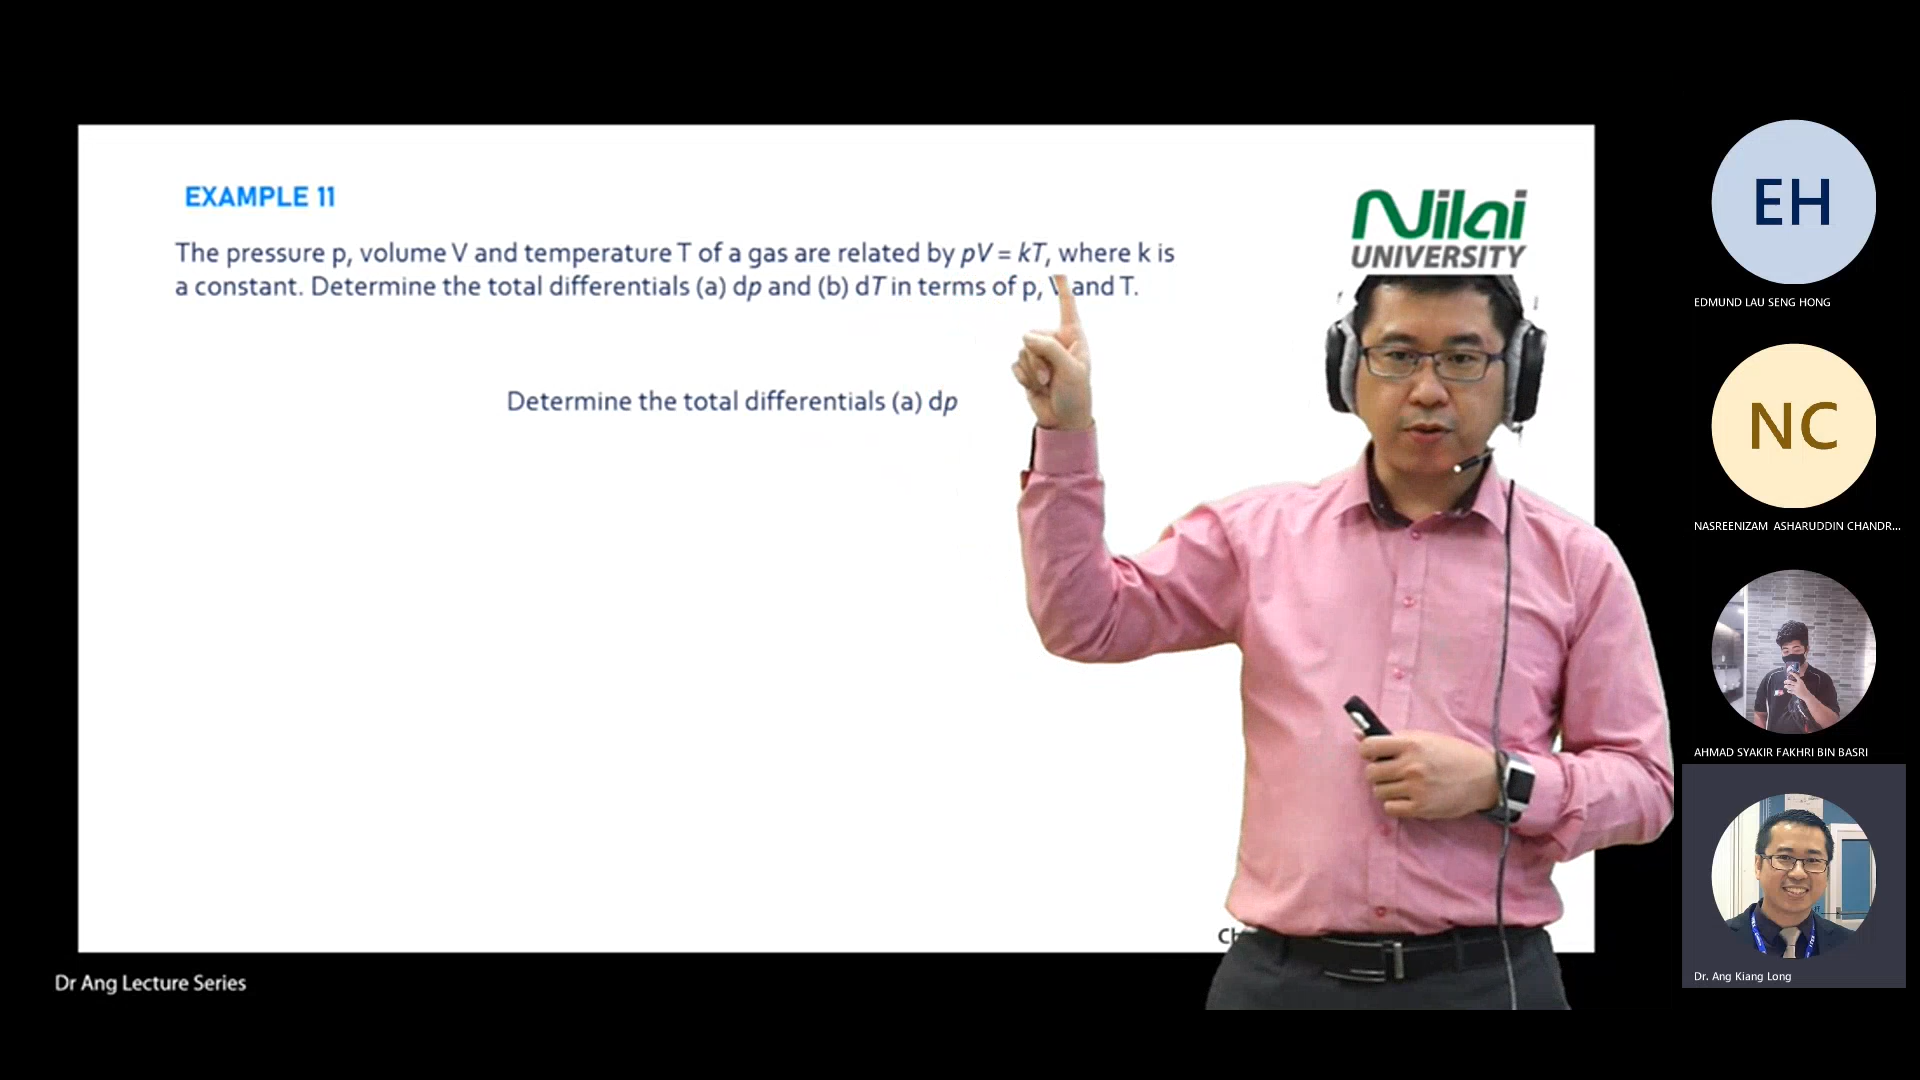 EXAMPLE 11
The pressure p, volume V and temperature T of a gas are related by pV = kT, where k is
a constant. Determine the total differentials (a) dp and (b) dT in terms of p, V and T.
Determine the total differentials (a) dp
Nilai
UNIVERSITY
Dr Ang Lecture Series
EH
EDMUND LAU SENG HONG
NC
NASREENIZAM ASHARUDDIN CHANDR...
AHMAD SYAKIR FAKHRI BIN BASRI
Dr. Ang Kiang Long